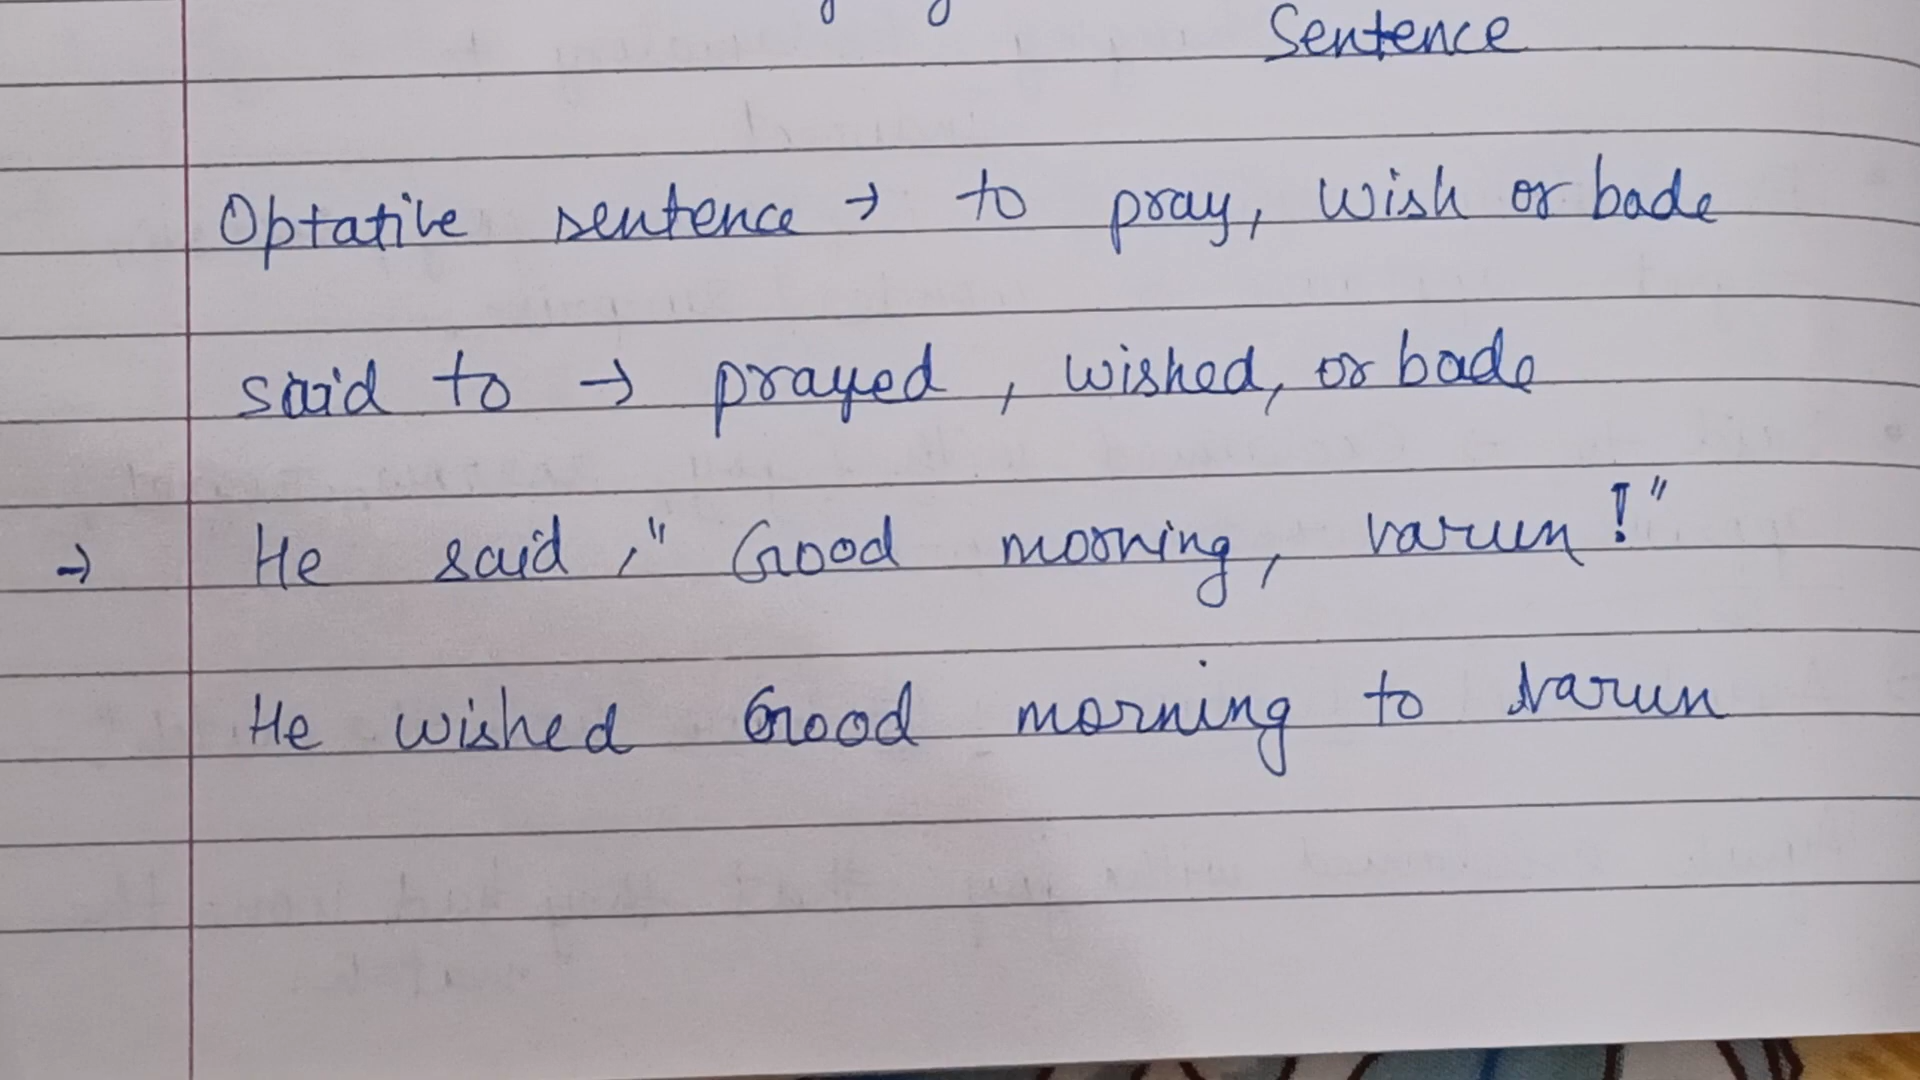 Sentence
Optative sentence → to pray, wish or bade
said to → prayed, wished, or bade
→ He said, " Good morning, varun!"
He wished Good morning to Varun